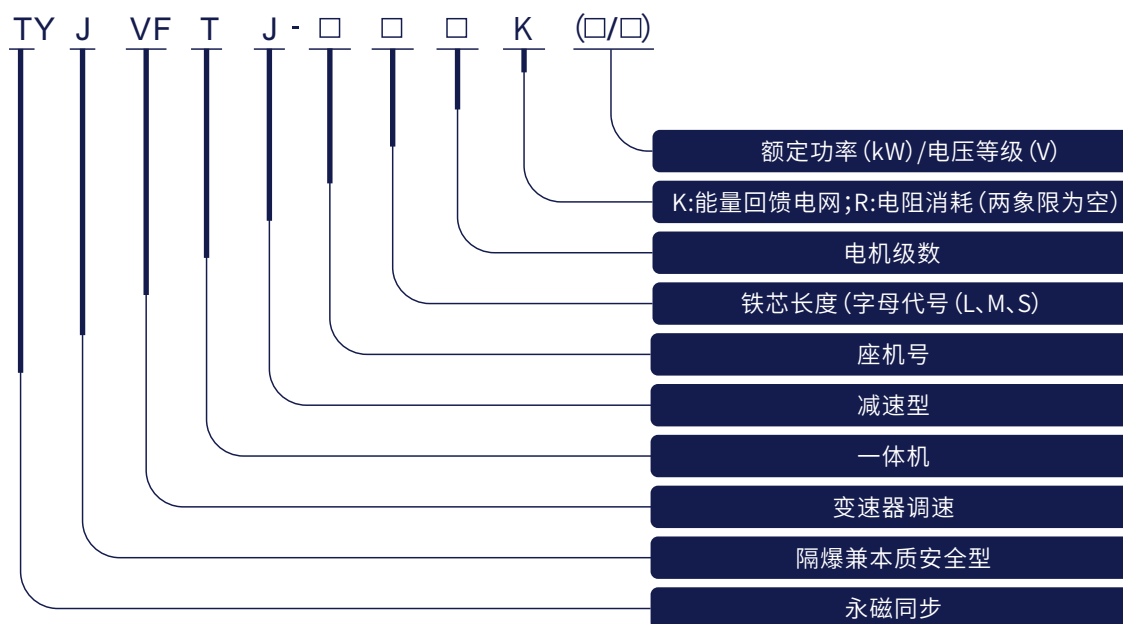 TY J VF T J - □ □ □ K (□/□)
额定功率(kW)/电压等级(V)
K:能量回馈电网;R:电阻消耗(两象限为空)
电机级数
铁芯长度(字母代号(L、M、S)
座机号
减速型
一体机
变速器调速
隔爆兼本质安全型
永磁同步